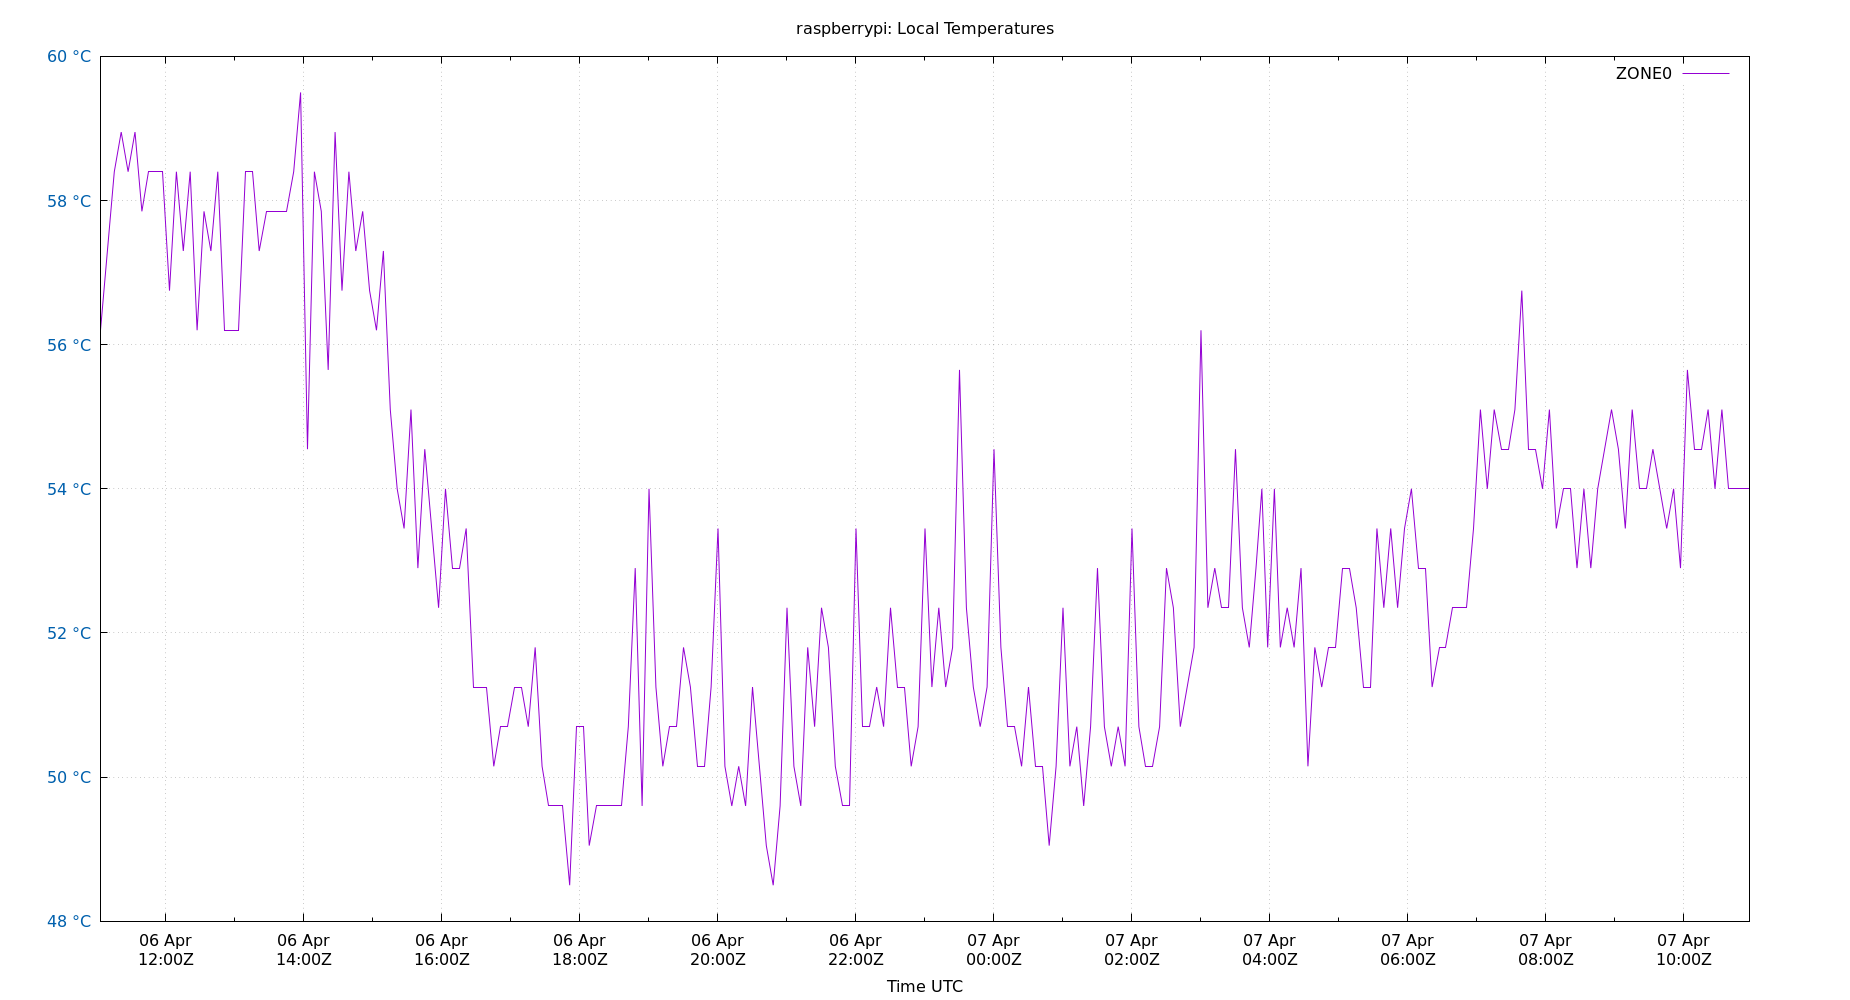 raspberrypi: Local Temperatures
60 °C
ZONE0
58 °C
56 °C
54 °C
52 °C
50 °C
48 °C
06 Apr 06 Apr 06 Apr 06 Apr 06 Apr 06 Apr 07 Apr 07 Apr 07 Apr 07 Apr 07 Apr 07 Apr
12:00Z 14:00Z 16:00Z 18:00Z 20:00Z 22:00Z 00:00Z 02:00Z 04:00Z 06:00Z 08:00Z 10:00Z
Time UTC